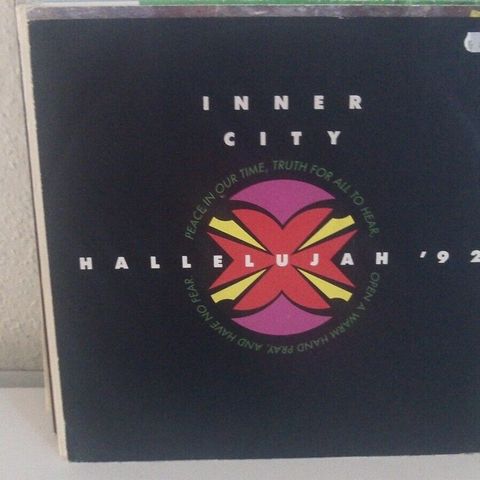 INNER
CITY
PEACE IN OUR TIME, TRUTH FOR ALL TO HEAR,
HALLELUJAH '92
OPEN A WARM HAND PRAY, AND HAVE NO FEAR